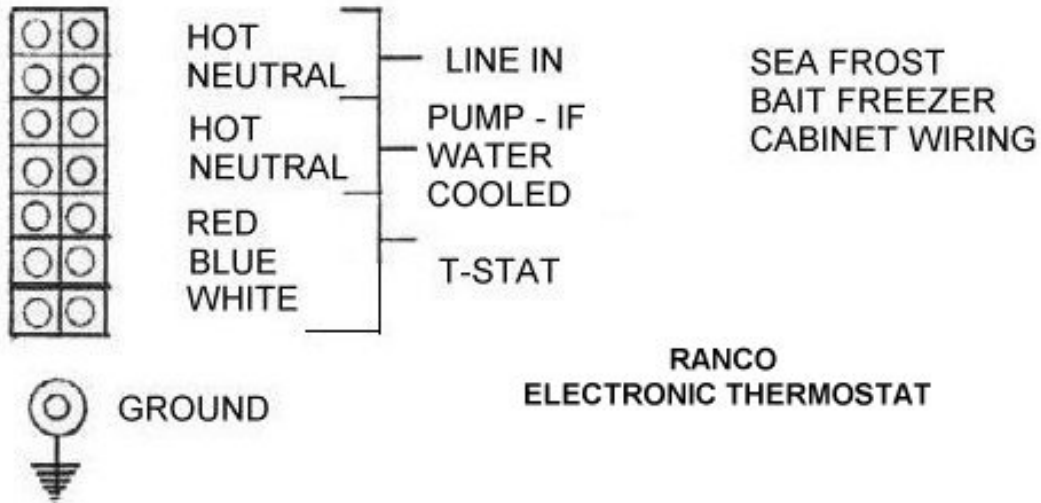 HOT
NEUTRAL
LINE IN
HOT
NEUTRAL
PUMP - IF
WATER
COOLED
RED
BLUE
WHITE
T-STAT
GROUND
SEA FROST
BAIT FREEZER
CABINET WIRING
RANCO
ELECTRONIC THERMOSTAT